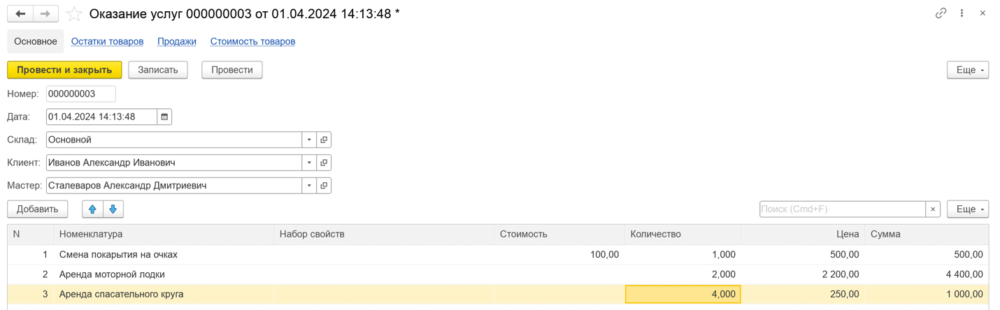 Оказание услуг 000000003 от 01.04.2024 14:13:48 *
Основное Остатки товаров Продажи Стоимость товаров
Провести и закрыть Записать Провести Еще
Номер: 000000003
Дата: 01.04.2024 14:13:48
Склад: Основной
Клиент: Иванов Александр Иванович
Мастер: Сталеваров Александр Дмитриевич
Добавить Поиск (Cmd+F) × Еще
N Номенклатура Набор свойств Стоимость Количество Цена Сумма
1 Смена покарытия на очках 100,00 1,000 500,00 500,00
2 Аренда моторной лодки 2,000 2 200,00 4 400,00
3 Аренда спасательного круга 4,000 250,00 1 000,00